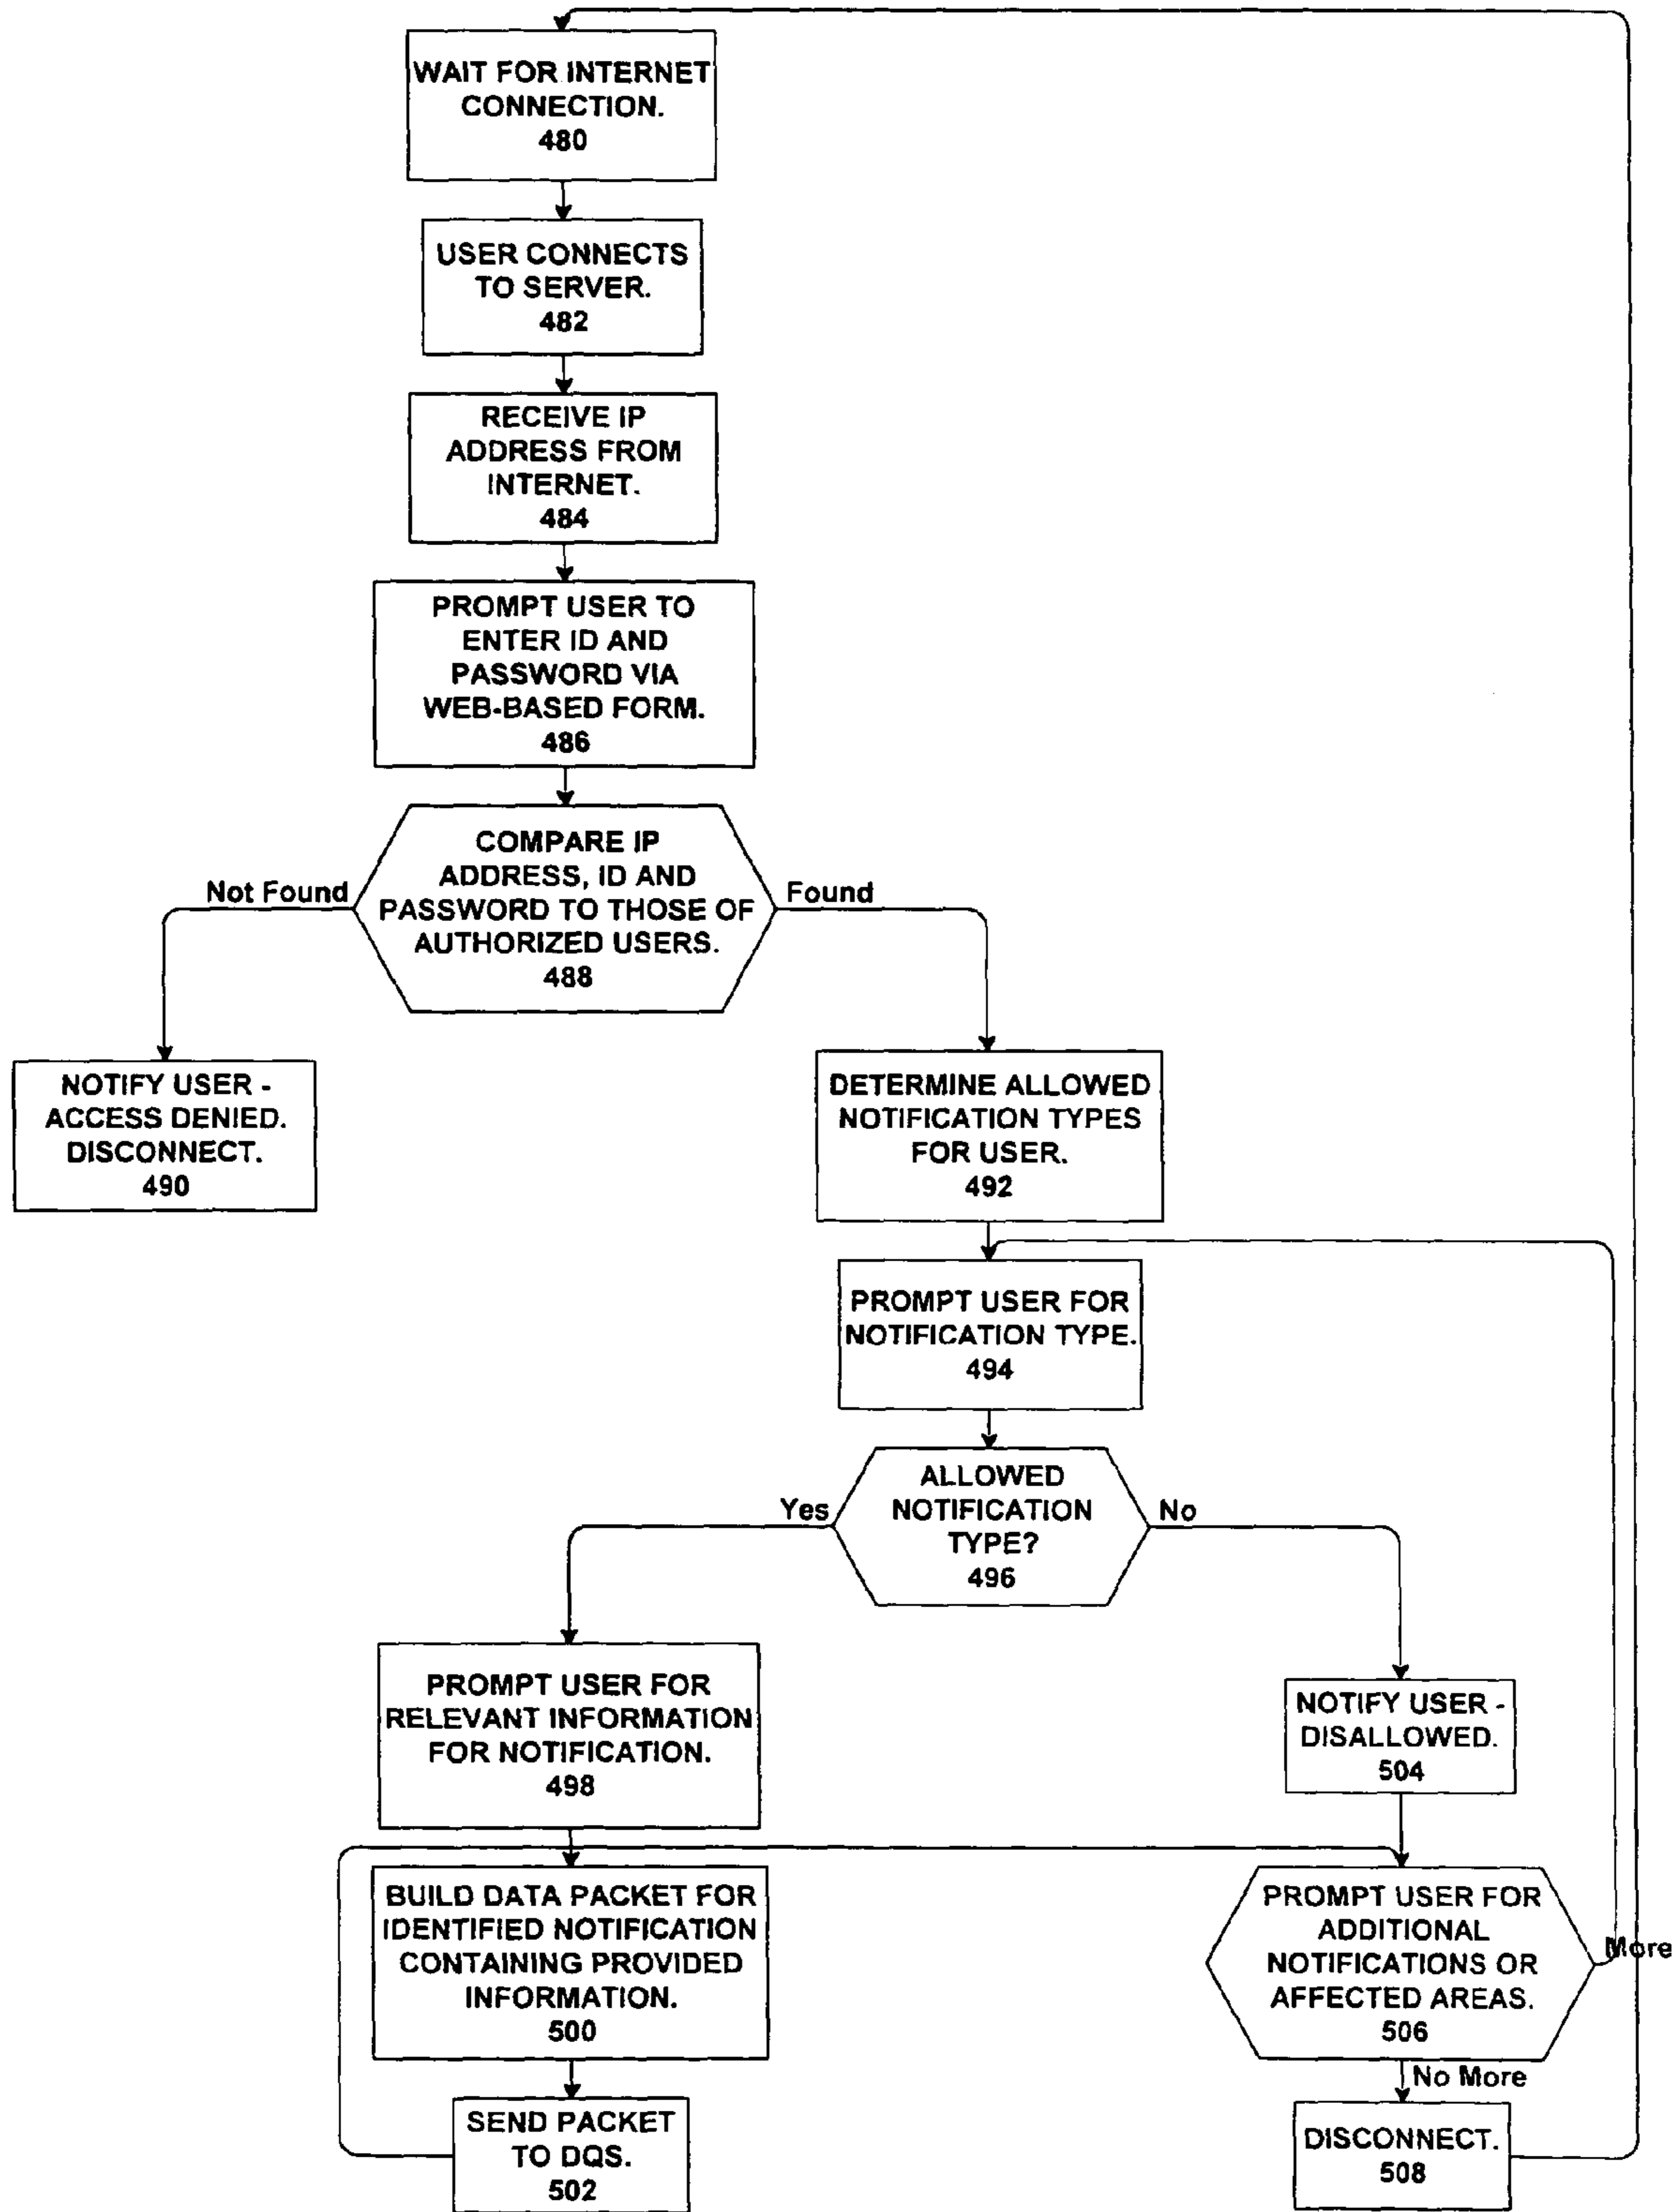 WAIT FOR INTERNET
CONNECTION.
480
USER CONNECTS
TO SERVER.
482
RECEIVE IP
ADDRESS FROM
INTERNET.
484
PROMPT USER TO
ENTER ID AND
PASSWORD VIA
WEB-BASED FORM.
486
COMPARE IP
ADDRESS, ID AND
PASSWORD TO THOSE OF
AUTHORIZED USERS.
488
Not Found
Found
NOTIFY USER -
ACCESS DENIED.
DISCONNECT.
490
DETERMINE ALLOWED
NOTIFICATION TYPES
FOR USER.
492
PROMPT USER FOR
NOTIFICATION TYPE.
494
ALLOWED
NOTIFICATION
TYPE?
496
Yes
No
PROMPT USER FOR
RELEVANT INFORMATION
FOR NOTIFICATION.
498
NOTIFY USER -
DISALLOWED.
504
BUILD DATA PACKET FOR
IDENTIFIED NOTIFICATION
CONTAINING PROVIDED
INFORMATION.
500
PROMPT USER FOR
ADDITIONAL
NOTIFICATIONS OR
AFFECTED AREAS.
506
More
No More
SEND PACKET
TO DQS.
502
DISCONNECT.
508